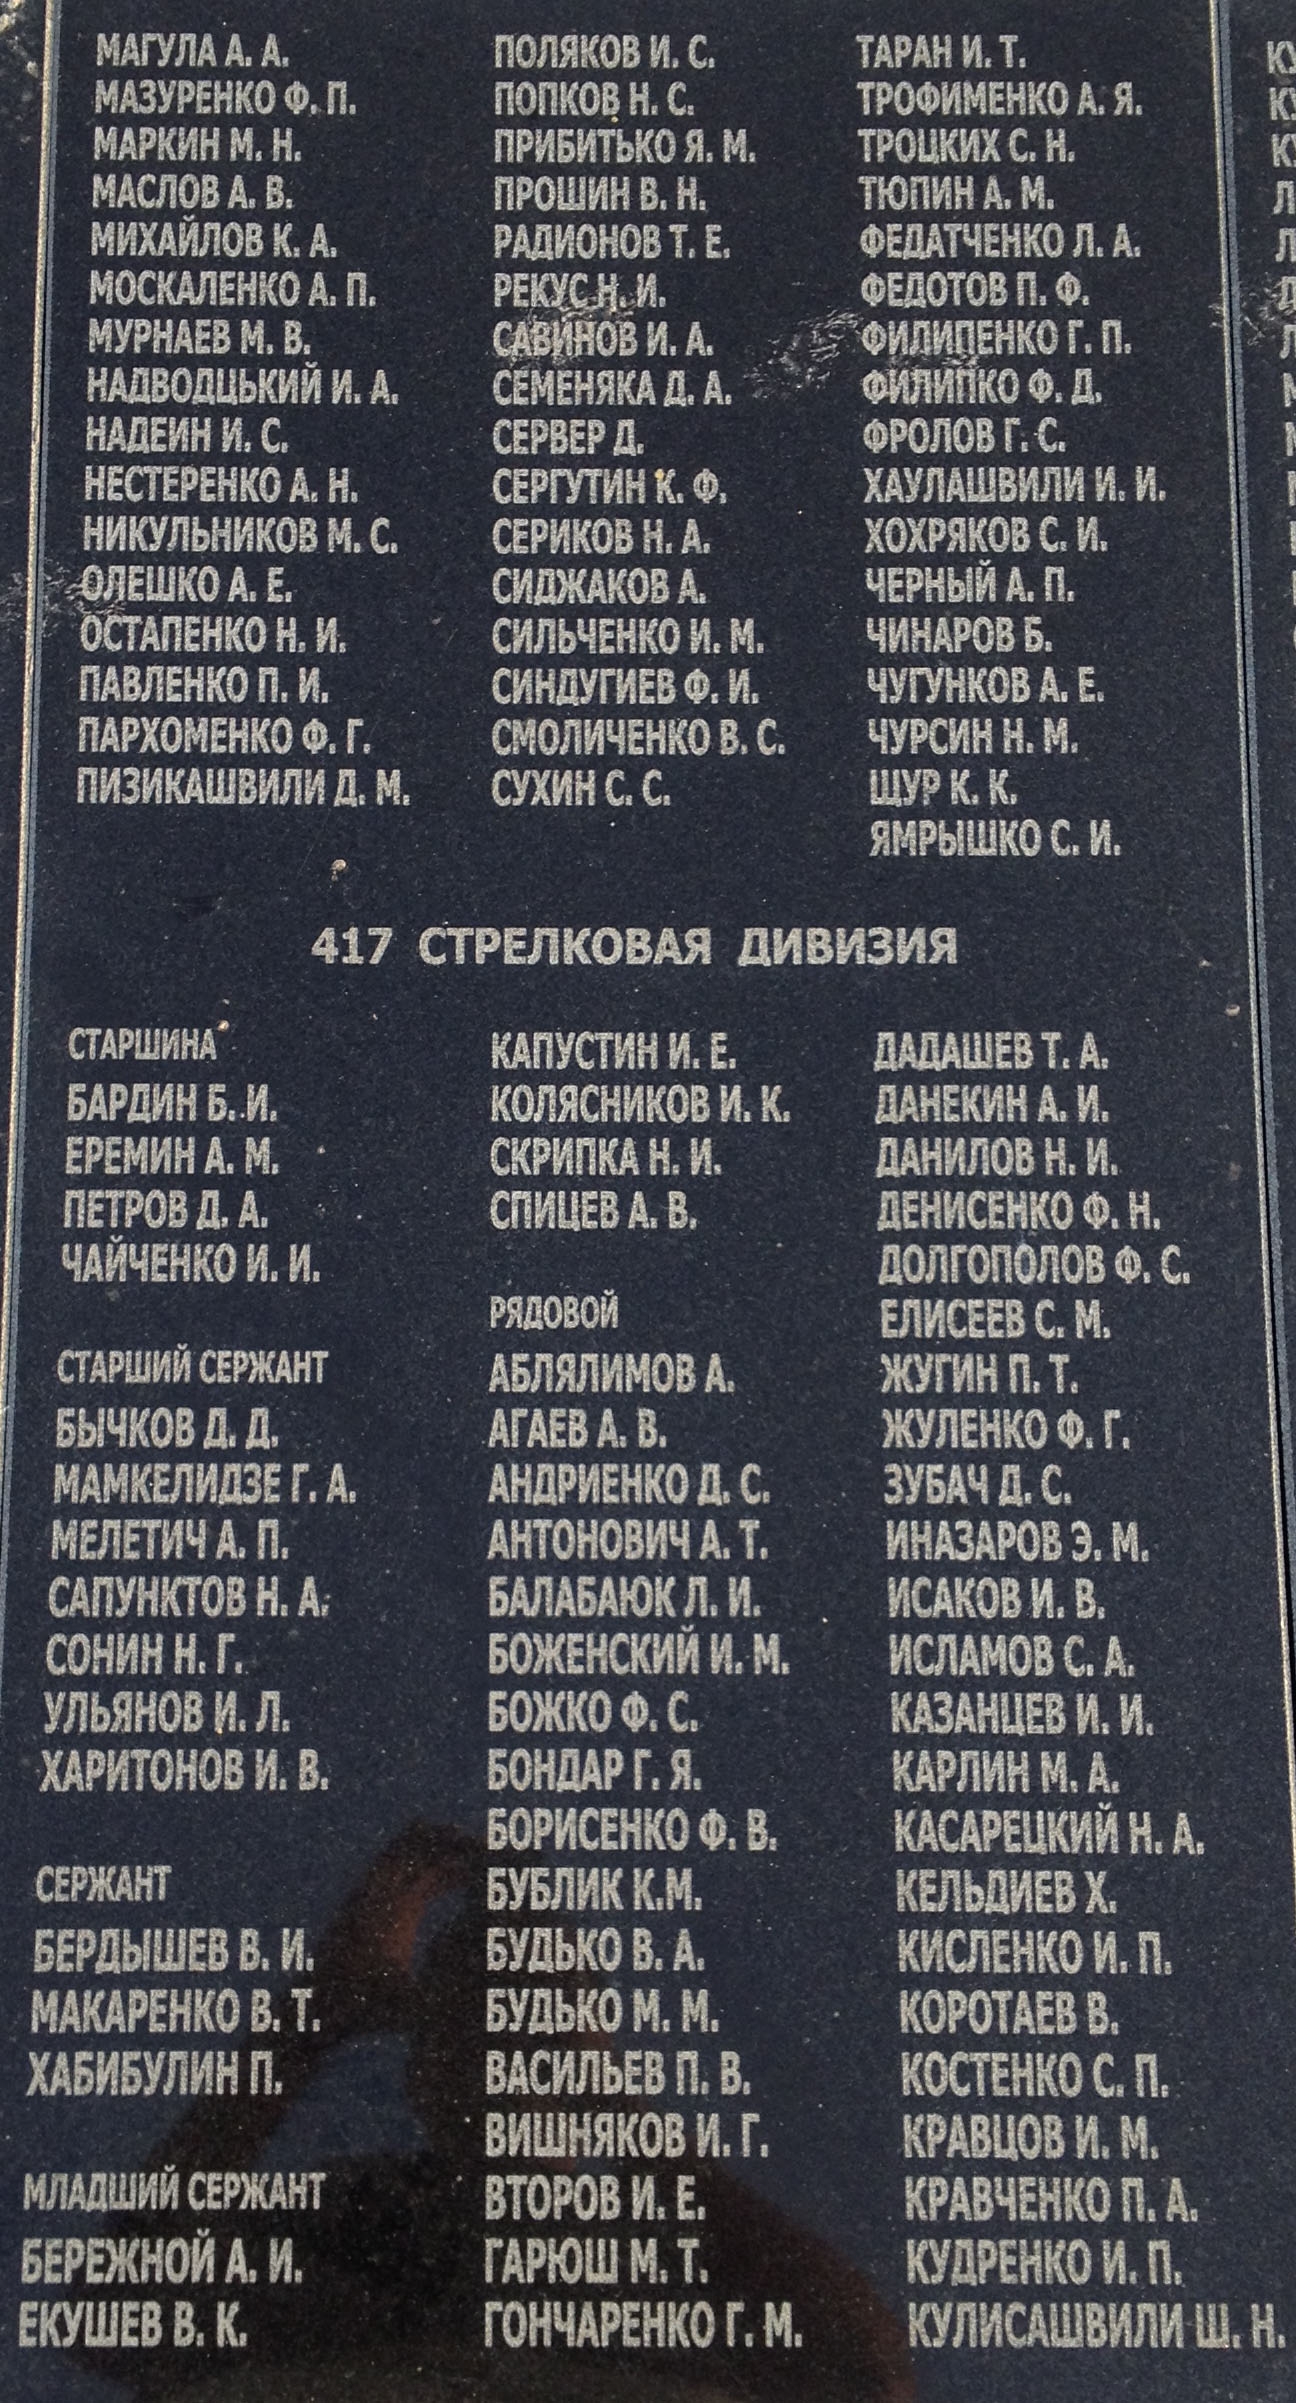 МАГУЛА А. А.
МАЗУРЕНКО Ф. П.
МАРКИН М. Н.
МАСЛОВ А. В.
МИХАЙЛОВ К. А.
МОСКАЛЕНКО А. П.
МУРНАЕВ М. В.
НАДВОДЦЬКИЙ И. А.
НАДЕИН И. С.
НЕСТЕРЕНКО А. Н.
НИКУЛЬНИКОВ М. С.
ОЛЕШКО А. Е.
ОСТАПЕНКО Н. И.
ПАВЛЕНКО П. И.
ПАРХОМЕНКО Ф. Г.
ПИЗИКАШВИЛИ Д. М.
ПОЛЯКОВ И. С.
ПОПКОВ Н. С.
ПРИБИТЬКО Я. М.
ПРОШИН В. Н.
РАДИОНОВ Т. Е.
РЕКУС Н. И.
САВИНОВ И. А.
СЕМЕНЯКА Д. А.
СЕРВЕР Д.
СЕРГУТИН К. Ф.
СЕРИКОВ Н. А.
СИДЖАКОВ А.
СИЛЬЧЕНКО И. М.
СИНДУГИЕВ Ф. И.
СМОЛИЧЕНКО В. С.
СУХИН С. С.
ТАРАН И. Т.
ТРОФИМЕНКО А. Я.
ТРОЦКИХ С. Н.
ТЮПИН А. М.
ФЕДАТЧЕНКО Л. А.
ФЕДОТОВ П. Ф.
ФИЛИПЕНКО Г. П.
ФИЛИПКО Ф. Д.
ФРОЛОВ Г. С.
ХАУЛАШВИЛИ И. И.
ХОХРЯКОВ С. И.
ЧЕРНЫЙ А. П.
ЧИНАРОВ Б.
ЧУГУНКОВ А. Е.
ЧУРСИН Н. М.
ЩУР К. К.
ЯМРЫШКО С. И.
417 СТРЕЛКОВАЯ ДИВИЗИЯ
СТАРШИНА
БАРДИН Б. И.
ЕРЕМИН А. М.
ПЕТРОВ Д. А.
ЧАЙЧЕНКО И. И.
СТАРШИЙ СЕРЖАНТ
БЫЧКОВ Д. Д.
МАМКЕЛИДЗЕ Г. А.
МЕЛЕТИЧ А. П.
САПУНКТОВ Н. А.
СОНИН Н. Г.
УЛЬЯНОВ И. Л.
ХАРИТОНОВ И. В.
СЕРЖАНТ
БЕРДЫШЕВ В. И.
МАКАРЕНКО В. Т.
ХАБИБУЛИН П.
МЛАДШИЙ СЕРЖАНТ
БЕРЕЖНОЙ А. И.
ЕКУШЕВ В. К.
КАПУСТИН И. Е.
КОЛЯСНИКОВ И. К.
СКРИПКА Н. И.
СПИЦЕВ А. В.
РЯДОВОЙ
АБЛЯЛИМОВ А.
АГАЕВ А. В.
АНДРИЕНКО Д. С.
АНТОНОВИЧ А. Т.
БАЛАБАЮК Л. И.
БОЖЕНСКИЙ И. М.
БОЖКО Ф. С.
БОНДАР Г. Я.
БОРИСЕНКО Ф. В.
БУБЛИК К.М.
БУДЬКО В. А.
БУДЬКО М. М.
ВАСИЛЬЕВ П. В.
ВИШНЯКОВ И. Г.
ВТОРОВ И. Е.
ГАРЮШ М. Т.
ГОНЧАРЕНКО Г. М.
ДАДАШЕВ Т. А.
ДАНЕКИН А. И.
ДАНИЛОВ Н. И.
ДЕНИСЕНКО Ф. Н.
ДОЛГОПОЛОВ Ф. С.
ЕЛИСЕЕВ С. М.
ЖУГИН П. Т.
ЖУЛЕНКО Ф. Г.
ЗУБАЧ Д. С.
ИНАЗАРОВ Э. М.
ИСАКОВ И. В.
ИСЛАМОВ С. А.
КАЗАНЦЕВ И. И.
КАРЛИН М. А.
КАСАРЕЦКИЙ Н. А.
КЕЛЬДИЕВ Х.
КИСЛЕНКО И. П.
КОРОТАЕВ В.
КОСТЕНКО С. П.
КРАВЦОВ И. М.
КРАВЧЕНКО П. А.
КУДРЕНКО И. П.
КУЛИСАШВИЛИ Ш. Н.